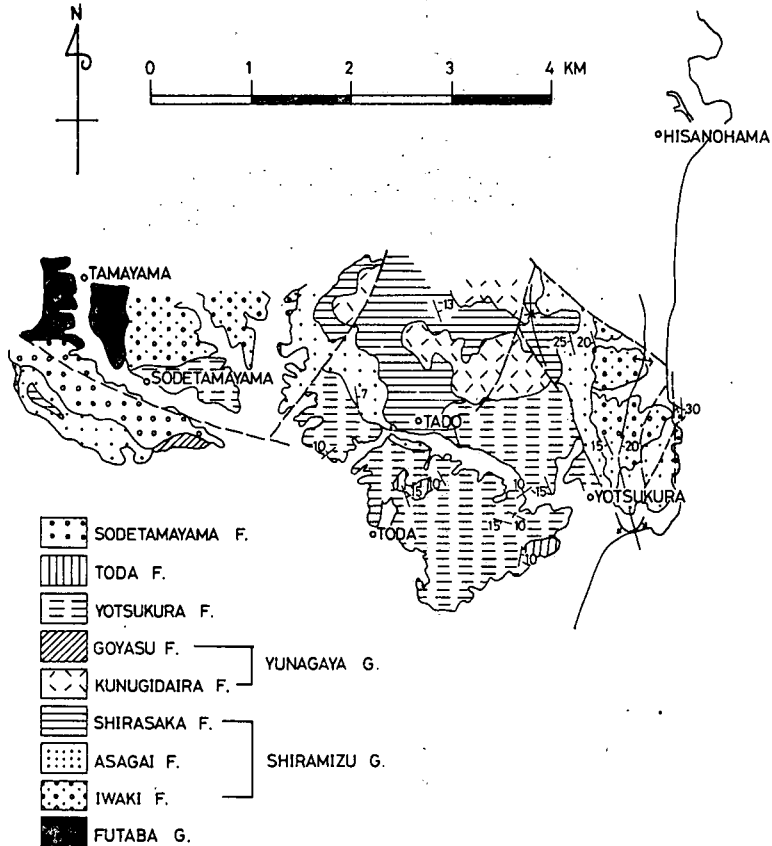 N
0 1 2 3 4 KM
HISANOHAMA
TAMAYAMA
13
25 20
SODETAMAYAMA
7
30
TADO
15 20
10
10 15
10 15
YOTSUKURA
15 10
TODA
10
SODETAMAYAMA F.
TODA F.
YOTSUKURA F.
GOYASU F.
YUNAGAYA G.
KUNUGIDAIRA F.
SHIRASAKA F.
ASAGAI F.
SHIRAMIZU G.
IWAKI F.
FUTABA G.